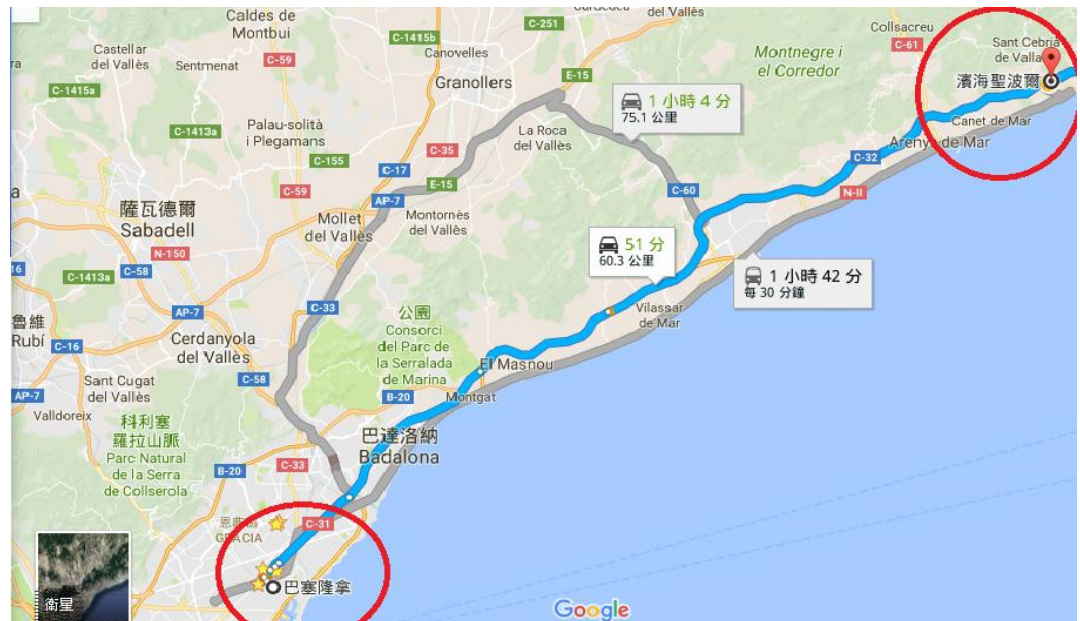 Caldes de
Montbui
C-251
del Vallès
Collsacreu
C-61
C-1415b
Canovelles
Castellar
del Vallès
Sentmenat
C-59
Montnegre i
el Corredor
Sant Cebrià
de Valla
濱海聖波爾
Granollers
E-15
C-1415a
1 小時 4 分
75.1 公里
C-1413a
Palau-solità
i Plegamans
La Roca
del Vallès
Canet de Mar
Arenys de Mar
C-35
C-155
C-17
C-32
E-15
C-60
N-II
C-59
AP-7
薩瓦德爾
Sabadell
Mollet
del Vallès
Montornès
del Vallès
N-150
51 分
60.3 公里
C-1413a
C-58
1 小時 42 分
每 30 分鐘
AP-7
C-33
Vilassar
de Mar
魯維
Rubí
C-16
公園
Consorci
del Parc de
la Serralada
de Marina
Cerdanyola
del Vallès
El Masnou
C-58
Sant Cugat
del Vallès
AP-7
B-20
Montgat
Valldoreix
科利塞
羅拉山脈
Parc Natural
de la Serra
de Collserola
巴達洛納
Badalona
B-20
C-33
C-31
GRÀCIA
巴塞隆拿
衛星
Google